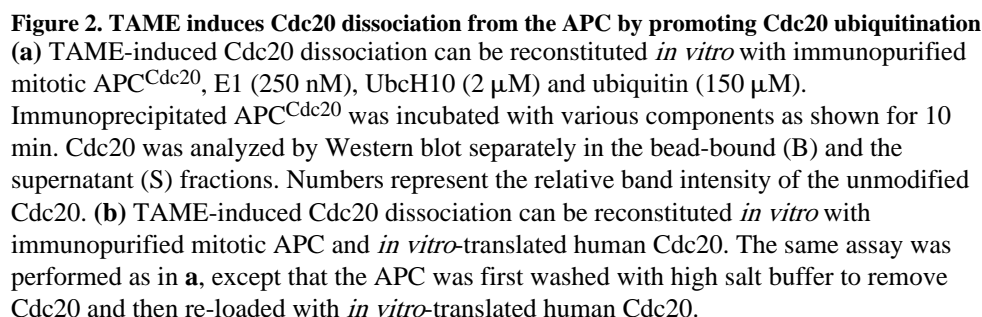 Figure 2. TAME induces Cdc20 dissociation from the APC by promoting Cdc20 ubiquitination
(a) TAME-induced Cdc20 dissociation can be reconstituted in vitro with immunopurified
mitotic APCCdc20, E1 (250 nM), UbcH10 (2 μM) and ubiquitin (150 μM).
Immunoprecipitated APCCdc20 was incubated with various components as shown for 10
min. Cdc20 was analyzed by Western blot separately in the bead-bound (B) and the
supernatant (S) fractions. Numbers represent the relative band intensity of the unmodified
Cdc20. (b) TAME-induced Cdc20 dissociation can be reconstituted in vitro with
immunopurified mitotic APC and in vitro-translated human Cdc20. The same assay was
performed as in a, except that the APC was first washed with high salt buffer to remove
Cdc20 and then re-loaded with in vitro-translated human Cdc20.